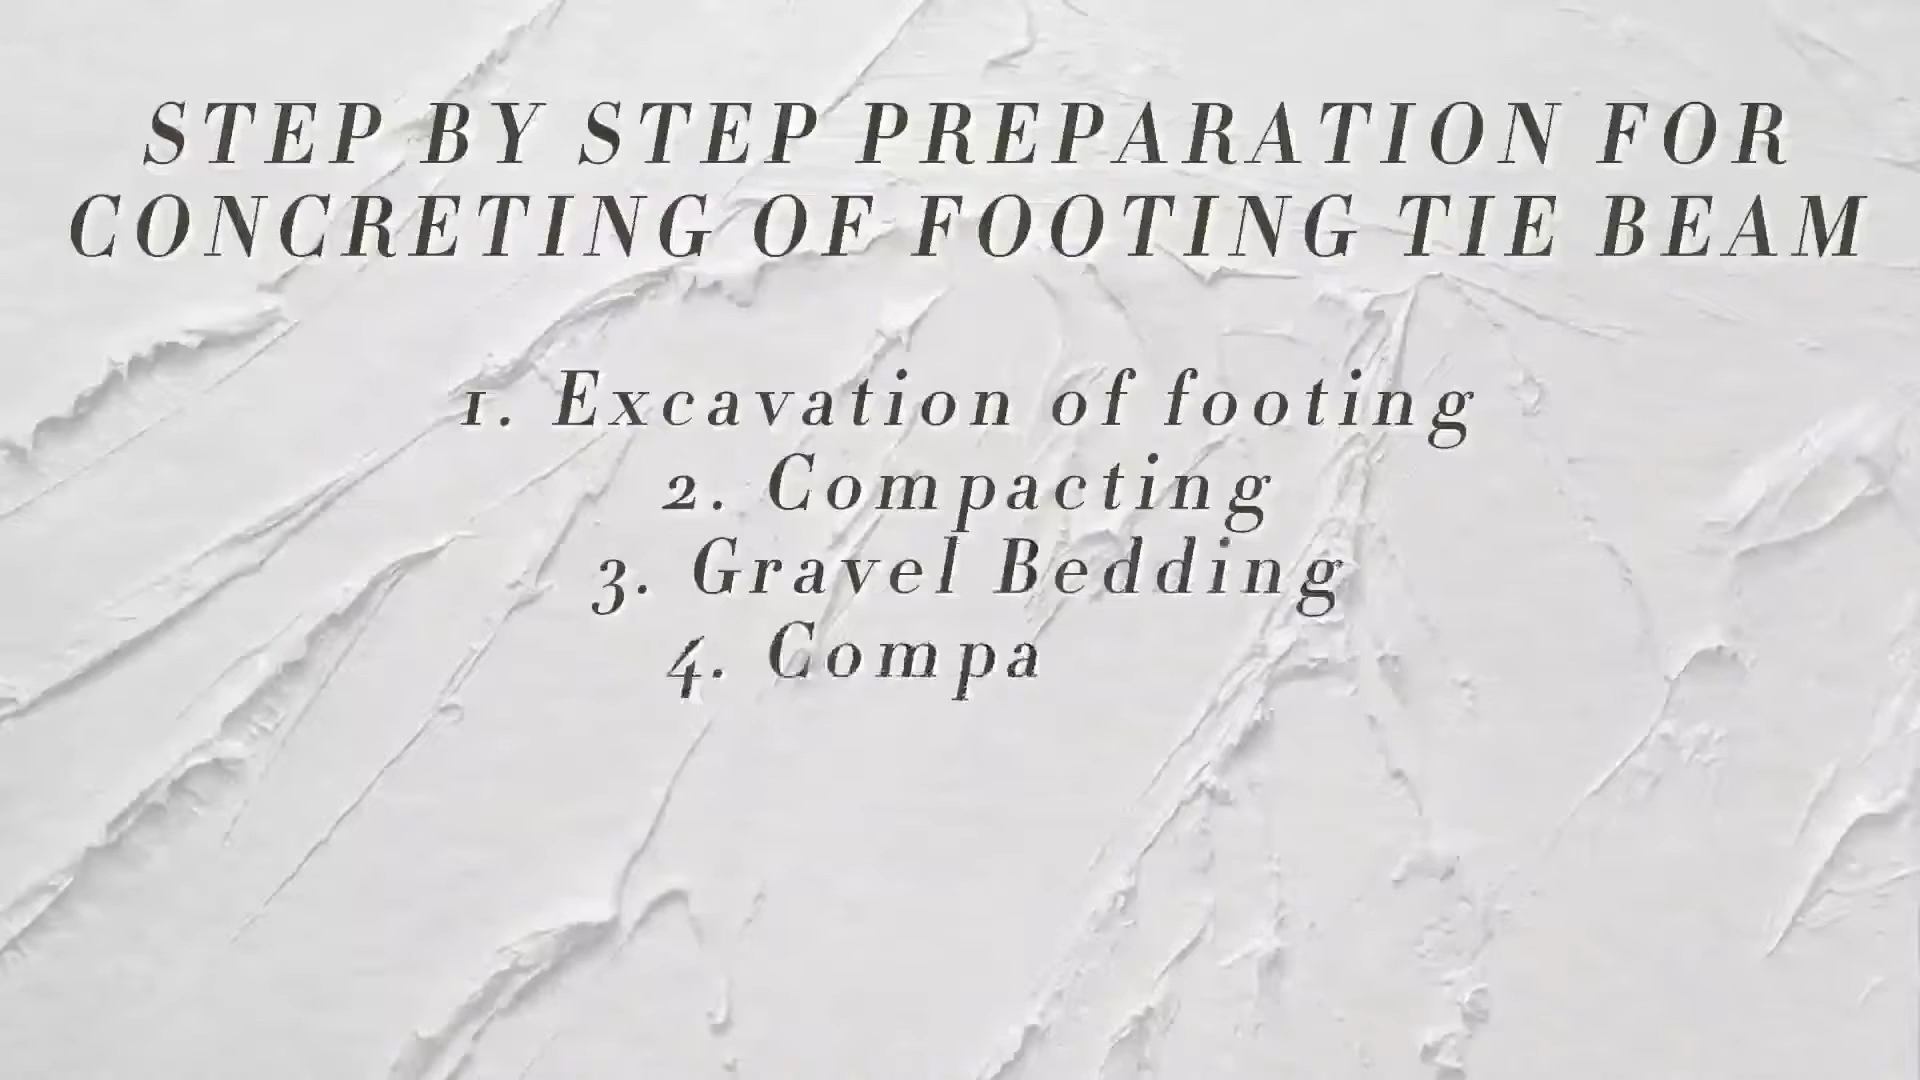 STEP BY STEP PREPARATION FOR
CONCRETING OF FOOTING TIE BEAM
1. Excavation of footing
2. Compacting
3. Gravel Bedding
4. Compa